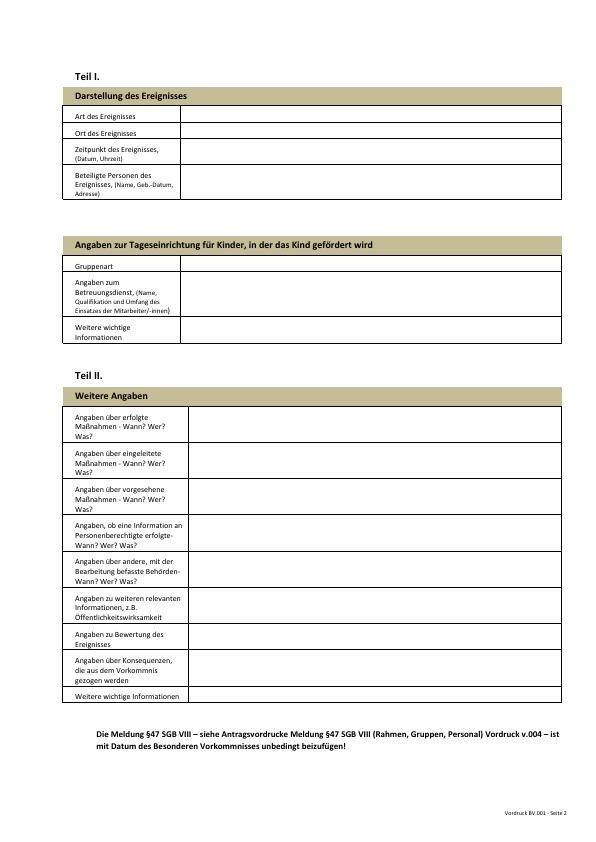 Teil I.
Darstellung des Ereignisses
Art des Ereignisses
Ort des Ereignisses
Zeitpunkt des Ereignisses,
(Datum, Uhrzeit)
Beteiligte Personen des
Ereignisses, (Name, Geb.-Datum,
Adresse)
Angaben zur Tageseinrichtung für Kinder, in der das Kind gefördert wird
Gruppenart
Angaben zum
Betreuungsdienst, (Name,
Qualifikation und Umfang des
Einsatzes der Mitarbeiter/-innen)
Weitere wichtige
Informationen
Teil II.
Weitere Angaben
Angaben über erfolgte
Maßnahmen - Wann? Wer?
Was?
Angaben über eingeleitete
Maßnahmen - Wann? Wer?
Was?
Angaben über vorgesehene
Maßnahmen - Wann? Wer?
Was?
Angaben, ob eine Information an
Personenberechtigte erfolgte-
Wann? Wer? Was?
Angaben über andere, mit der
Bearbeitung befasste Behörden-
Wann? Wer? Was?
Angaben zu weiteren relevanten
Informationen, z.B.
Öffentlichkeitswirksamkeit
Angaben zu Bewertung des
Ereignisses
Angaben über Konsequenzen,
die aus dem Vorkommnis
gezogen werden
Weitere wichtige Informationen
Die Meldung §47 SGB VIII – siehe Antragsvordrucke Meldung §47 SGB VIII (Rahmen, Gruppen, Personal) Vordruck v.004 – ist
mit Datum des Besonderen Vorkommnisses unbedingt beizufügen!
Vordruck BV.001 - Seite 2